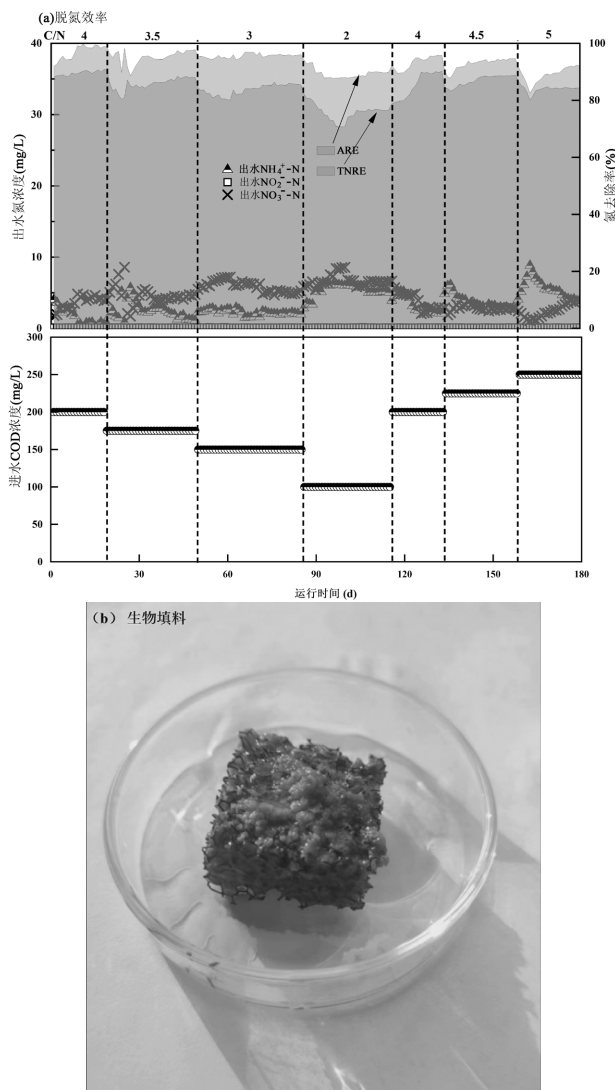 (a)脱氮效率
C/N 4 3.5 3 2 4 4.5 5
40 100
30 80
20 60
10 40
0 20
0
出水氮浓度(mg/L)
氮去除率(%)
ARE
TNRE
出水NH₄⁺-N
出水NO₂⁻-N
出水NO₃⁻-N
300
250
200
150
100
50
0
进水COD浓度(mg/L)
0 30 60 90 120 150 180
运行时间 (d)
(b) 生物填料